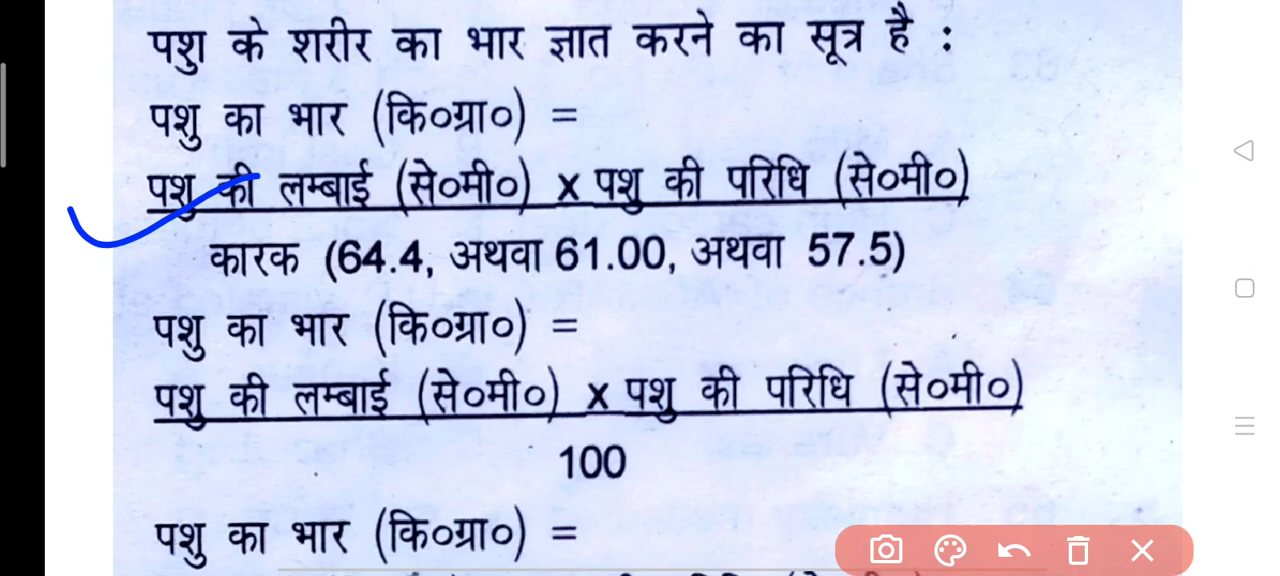 पशु के शरीर का भार ज्ञात करने का सूत्र है :
पशु का भार (कि०ग्रा०) =
पशु की लम्बाई (से०मी०) x पशु की परिधि (से०मी०)
कारक (64.4, अथवा 61.00, अथवा 57.5)
पशु का भार (कि०ग्रा०) =
पशु की लम्बाई (से०मी०) x पशु की परिधि (से०मी०)
100
पशु का भार (कि०ग्रा०) =